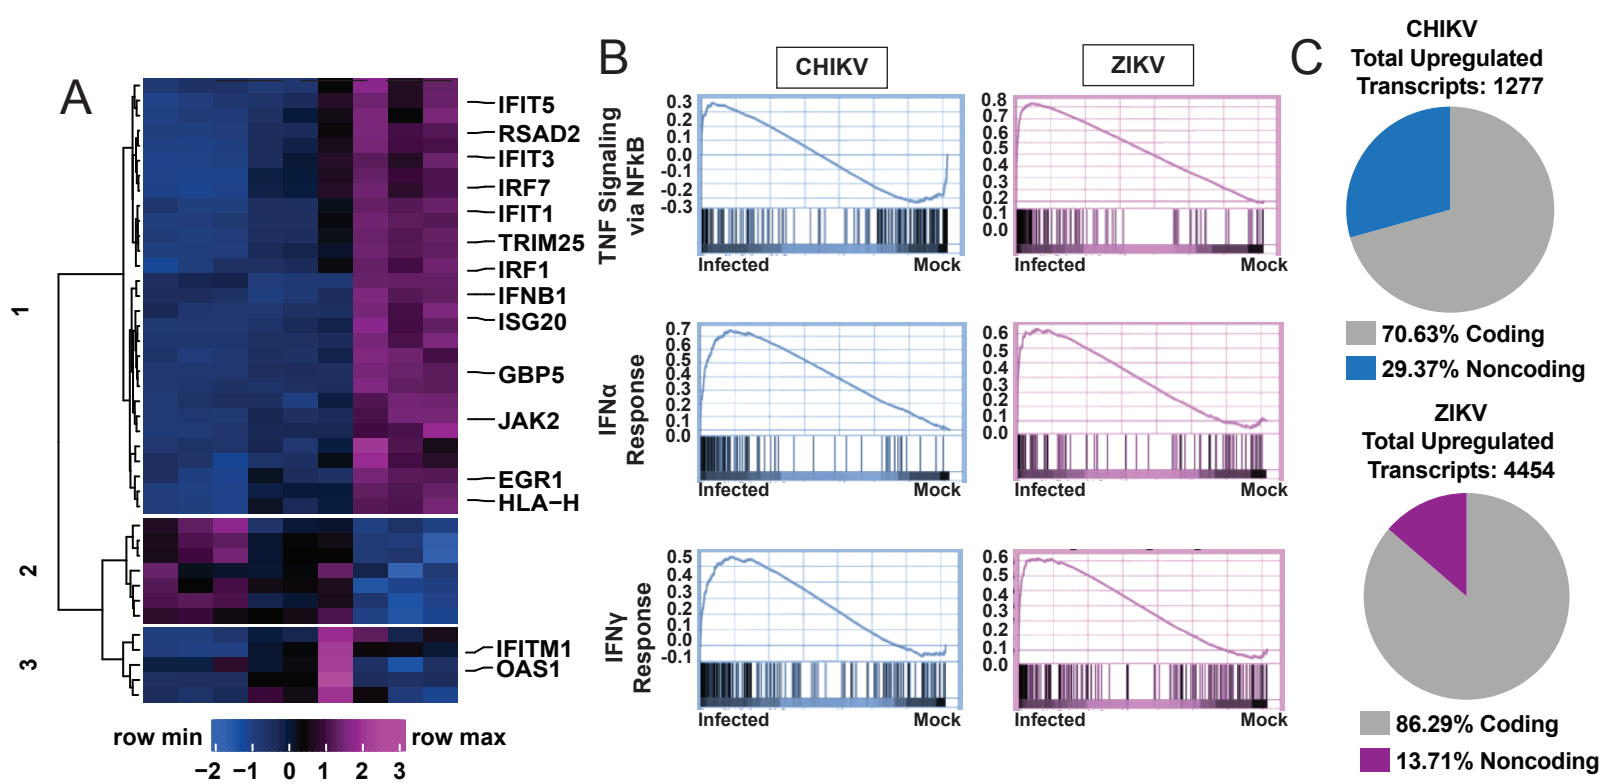 A
IFIT5
RSAD2
IFIT3
IRF7
IFIT1
TRIM25
IRF1
IFNB1
ISG20
GBP5
JAK2
EGR1
HLA−H
IFITM1
OAS1
1
2
3
row min
row max
−2 −1 0 1 2 3
B
CHIKV
ZIKV
TNF Signaling
via NFkB
0.3
0.2
0.1
0.0
-0.1
-0.2
-0.3
Infected
Mock
0.8
0.7
0.6
0.5
0.4
0.3
0.2
0.1
0.0
Infected
Mock
IFNα
Response
0.7
0.6
0.5
0.4
0.3
0.2
0.1
0.0
Infected
Mock
0.6
0.5
0.4
0.3
0.2
0.1
0.0
Infected
Mock
IFNγ
Response
0.5
0.4
0.3
0.2
0.1
0.0
-0.1
Infected
Mock
0.6
0.5
0.4
0.3
0.2
0.1
0.0
Infected
Mock
C
CHIKV
Total Upregulated
Transcripts: 1277
70.63% Coding
29.37% Noncoding
ZIKV
Total Upregulated
Transcripts: 4454
86.29% Coding
13.71% Noncoding